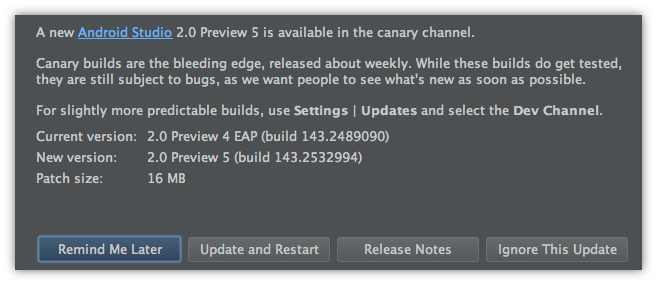 A new Android Studio 2.0 Preview 5 is available in the canary channel.
Canary builds are the bleeding edge, released about weekly. While these builds do get tested,
they are still subject to bugs, as we want people to see what's new as soon as possible.
For slightly more predictable builds, use Settings | Updates and select the Dev Channel.
Current version: 2.0 Preview 4 EAP (build 143.2489090)
New version: 2.0 Preview 5 (build 143.2532994)
Patch size: 16 MB
Remind Me Later Update and Restart Release Notes Ignore This Update